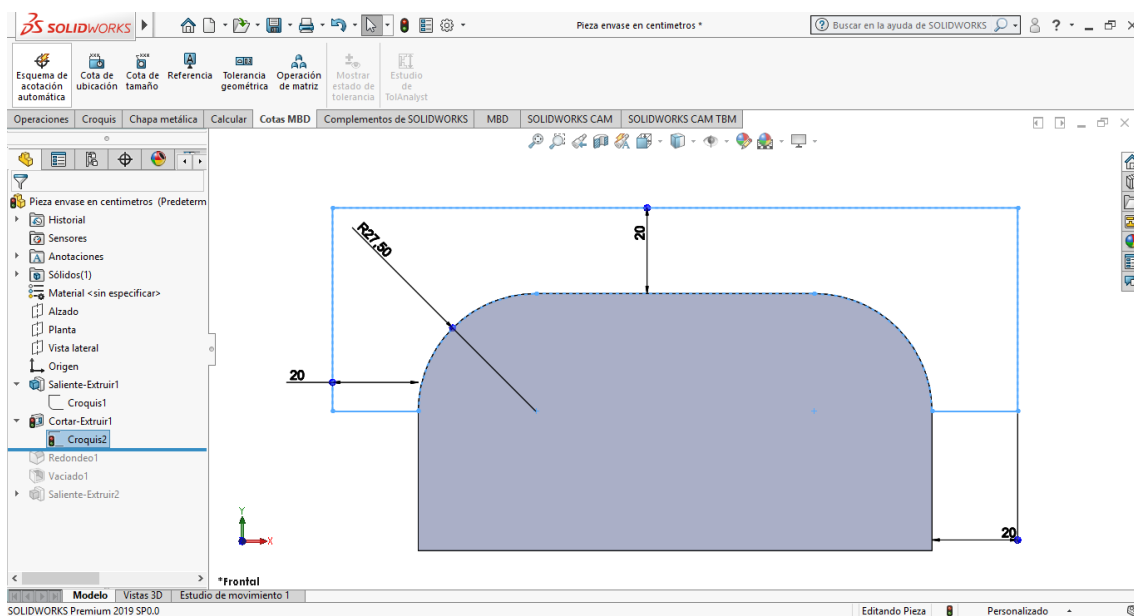 SOLIDWORKS
Pieza envase en centimetros *
Buscar en la ayuda de SOLIDWORKS
Esquema de acotación automática
Cota de ubicación
Cota de tamaño
Referencia
Tolerancia geométrica
Operación de matriz
Mostrar estado de tolerancia
Estudio de TolAnalyst
Operaciones Croquis Chapa metálica Calcular Cotas MBD Complementos de SOLIDWORKS MBD SOLIDWORKS CAM SOLIDWORKS CAM TBM
Pieza envase en centimetros (Predeterm
Historial
Sensores
Anotaciones
Sólidos(1)
Material <sin especificar>
Alzado
Planta
Vista lateral
Origen
Saliente-Extruir1
Croquis1
Cortar-Extruir1
Croquis2
Redondeo1
Vaciado1
Saliente-Extruir2
R27,50
20
20
20
Y
X
*Frontal
Modelo Vistas 3D Estudio de movimiento 1
SOLIDWORKS Premium 2019 SP0.0
Editando Pieza
Personalizado